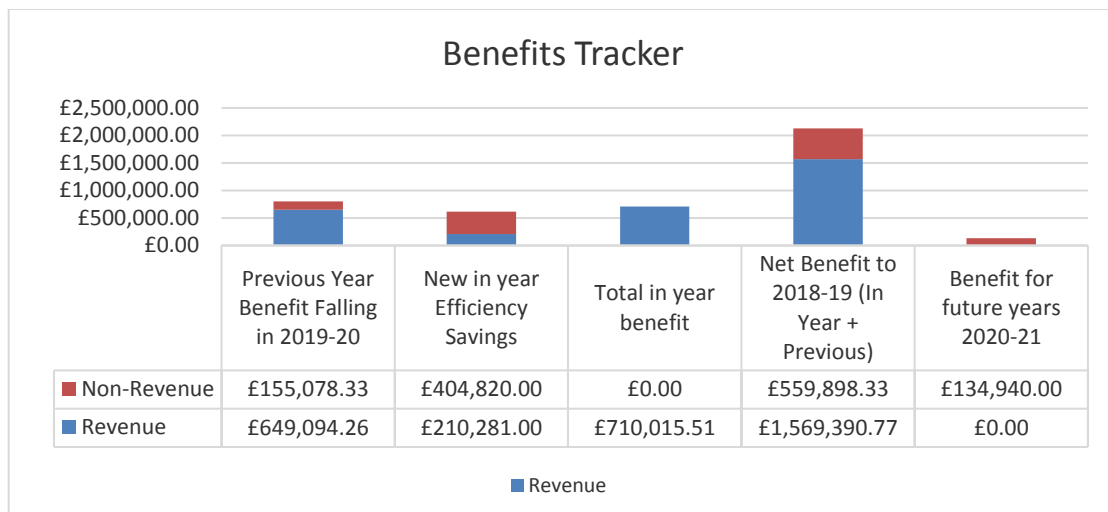 Benefits Tracker
£2,500,000.00
£2,000,000.00
£1,500,000.00
£1,000,000.00
£500,000.00
£0.00
Previous Year
Benefit Falling
in 2019-20
New in year
Efficiency
Savings
Total in year
benefit
Net Benefit to
2018-19 (In
Year +
Previous)
Benefit for
future years
2020-21
Non-Revenue £155,078.33 £404,820.00 £0.00 £559,898.33 £134,940.00
Revenue £649,094.26 £210,281.00 £710,015.51 £1,569,390.77 £0.00
Revenue